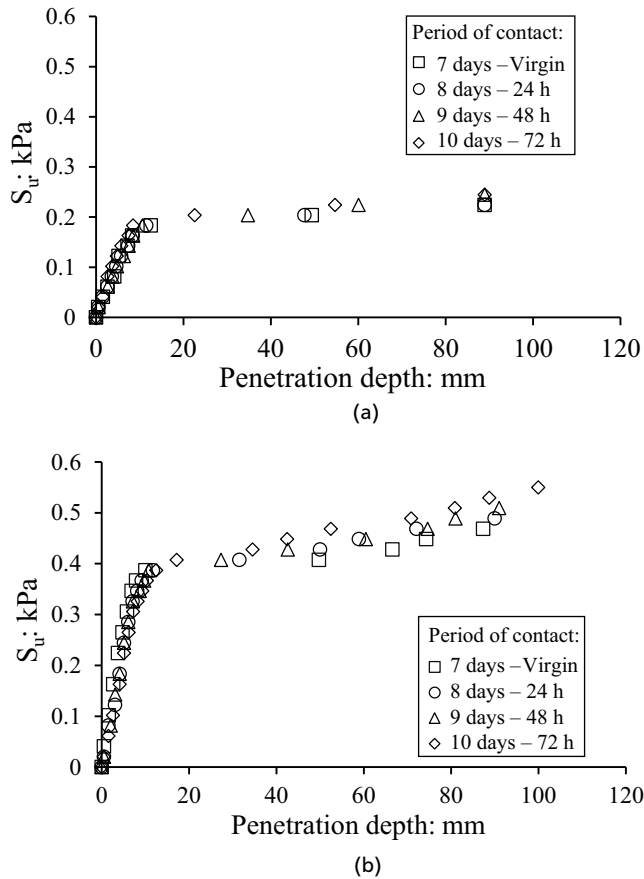 0.6
0.5
0.4
0.3
0.2
0.1
0
Su: kPa
Period of contact:
7 days –Virgin
8 days – 24 h
9 days – 48 h
10 days – 72 h
0 20 40 60 80 100 120
Penetration depth: mm
(a)
0.6
0.5
0.4
0.3
0.2
0.1
0
Su: kPa
Period of contact:
7 days –Virgin
8 days – 24 h
9 days – 48 h
10 days – 72 h
0 20 40 60 80 100 120
Penetration depth: mm
(b)